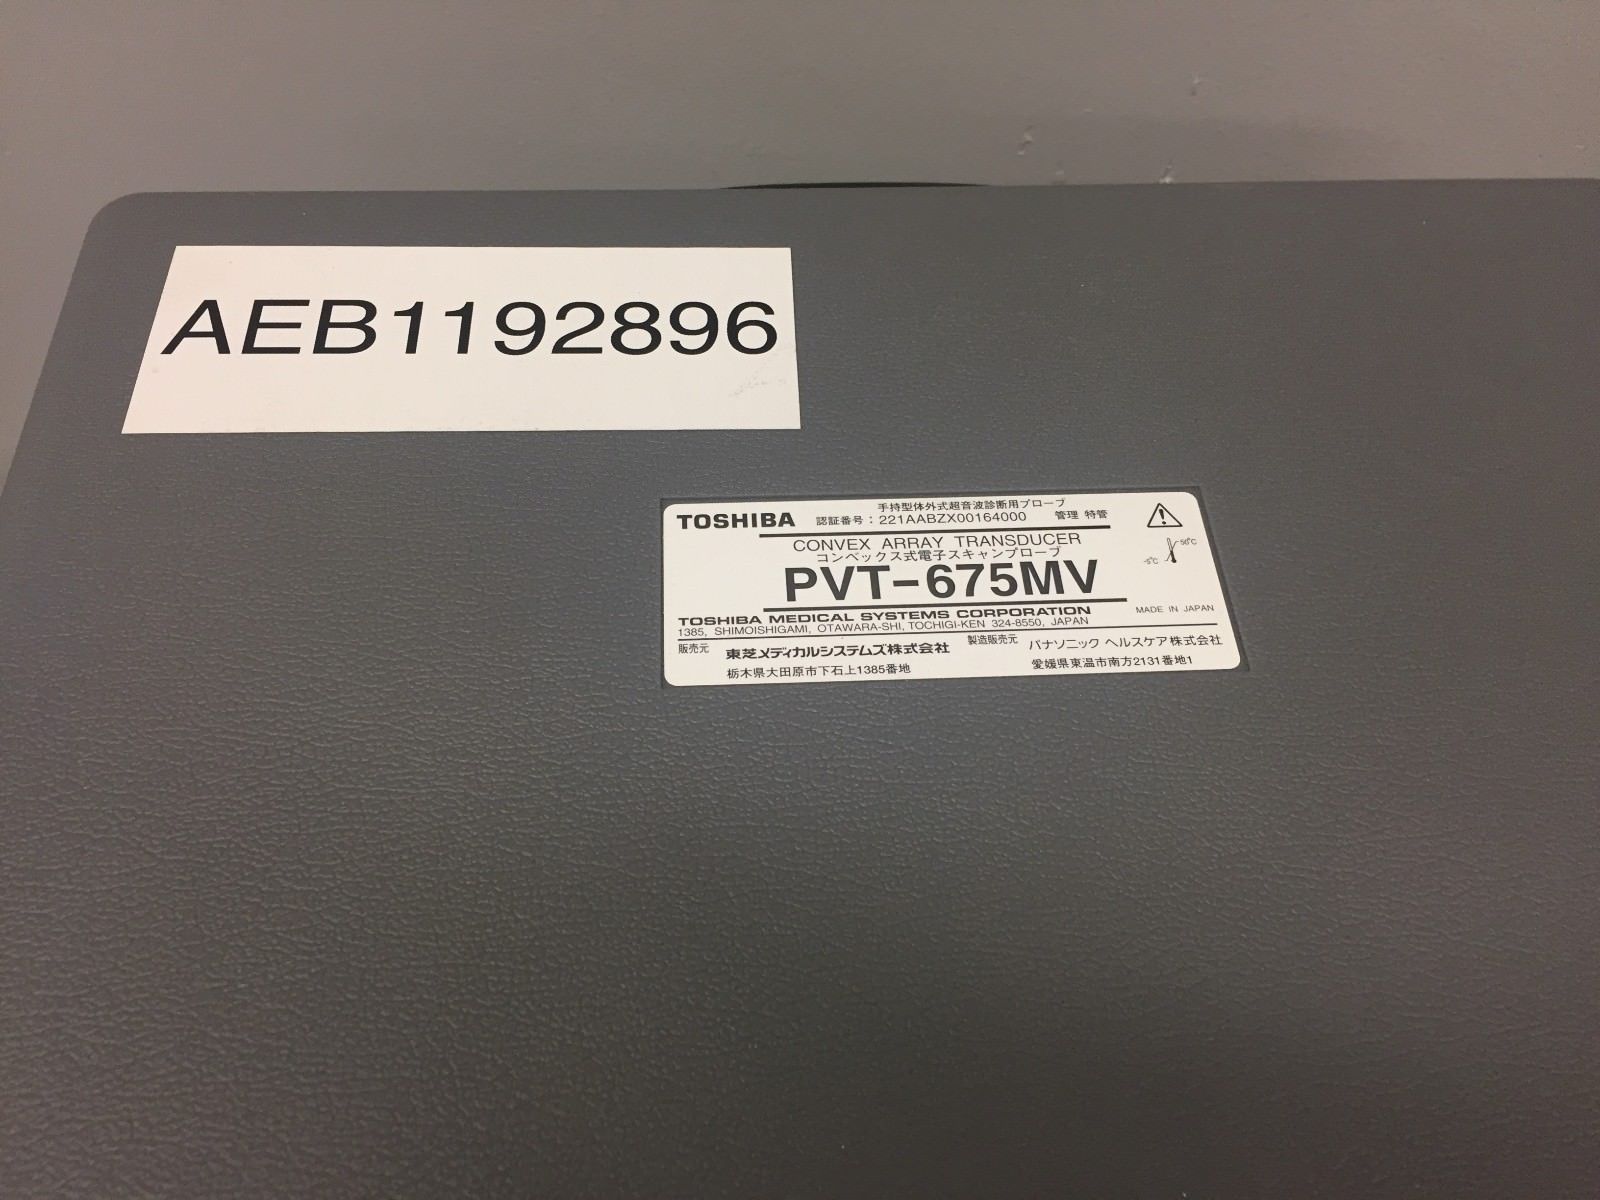 AEB1192896
手持型体外式超音波診断用プローブ
TOSHIBA 認証番号：221AABZX00164000 管理 特管
CONVEX ARRAY TRANSDUCER
コンベックス式電子スキャンプローブ
PVT-675MV
50°C
-5°C
TOSHIBA MEDICAL SYSTEMS CORPORATION MADE IN JAPAN
1385, SHIMOISHIGAMI, OTAWARA-SHI, TOCHIGI-KEN 324-8550, JAPAN
販売元 東芝メディカルシステムズ株式会社 製造販売元 パナソニック ヘルスケア株式会社
栃木県大田原市下石上1385番地 愛媛県東温市南方2131番地1